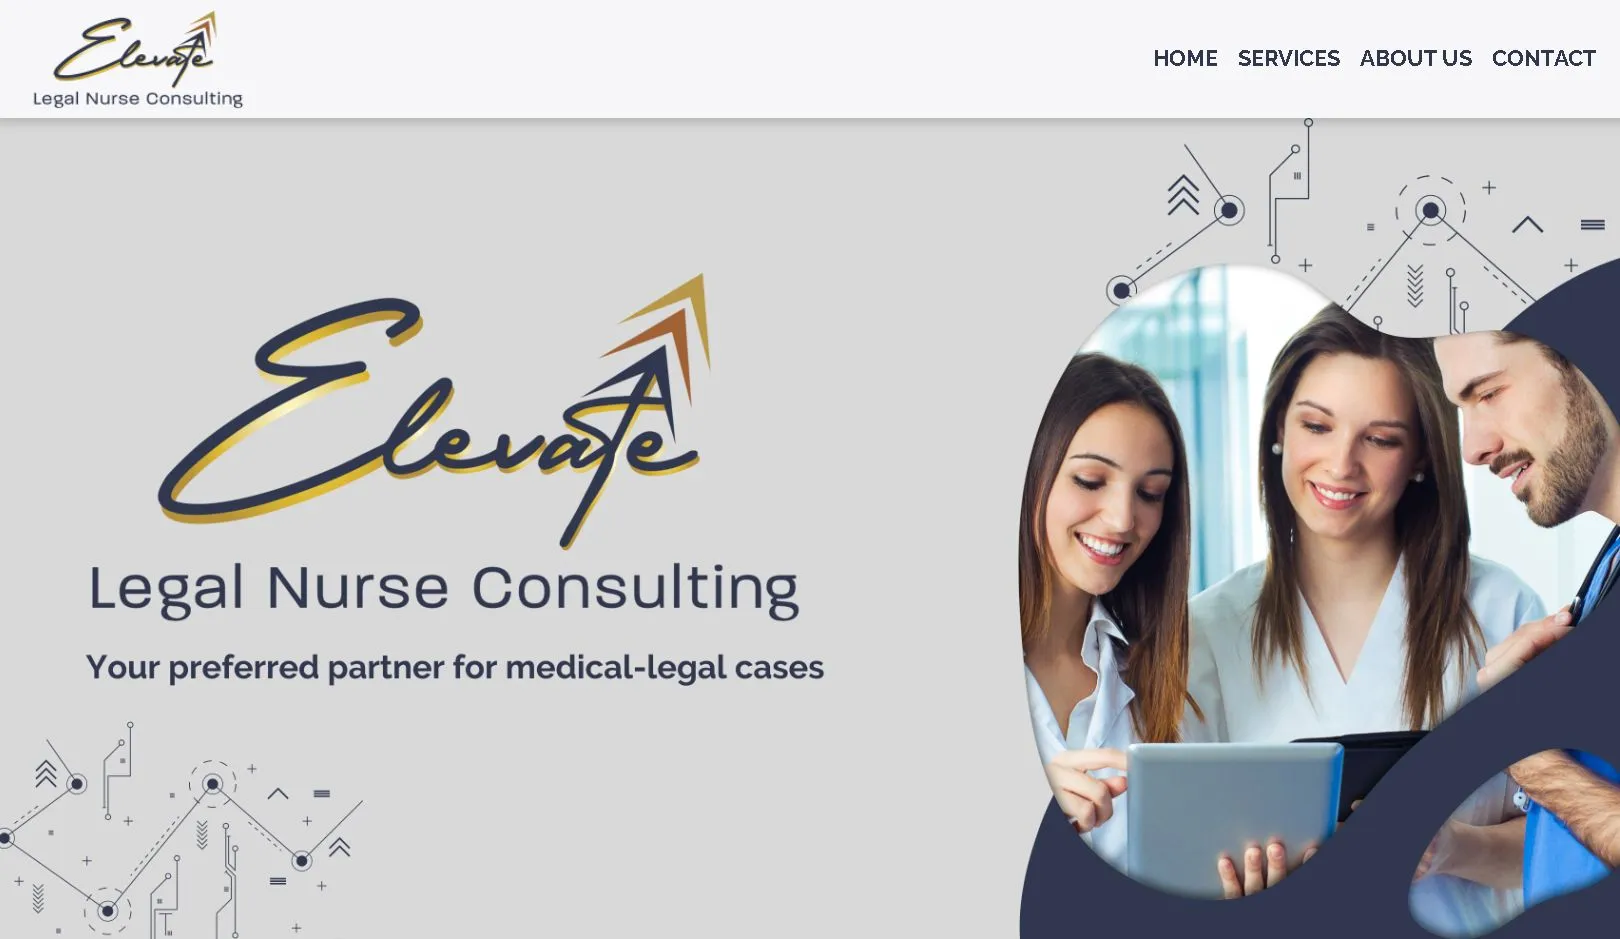 Elevate
Legal Nurse Consulting
HOME SERVICES ABOUT US CONTACT
Elevate
Legal Nurse Consulting
Your preferred partner for medical-legal cases